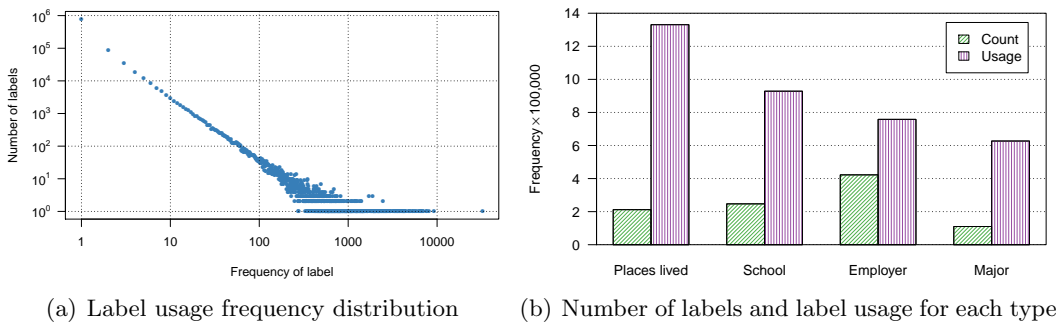 10^6
10^5
10^4
10^3
10^2
10^1
10^0
Number of labels
1 10 100 1000 10000
Frequency of label
(a) Label usage frequency distribution
14
12
10
8
6
4
2
0
Frequency×100,000
Count
Usage
Places lived School Employer Major
(b) Number of labels and label usage for each type